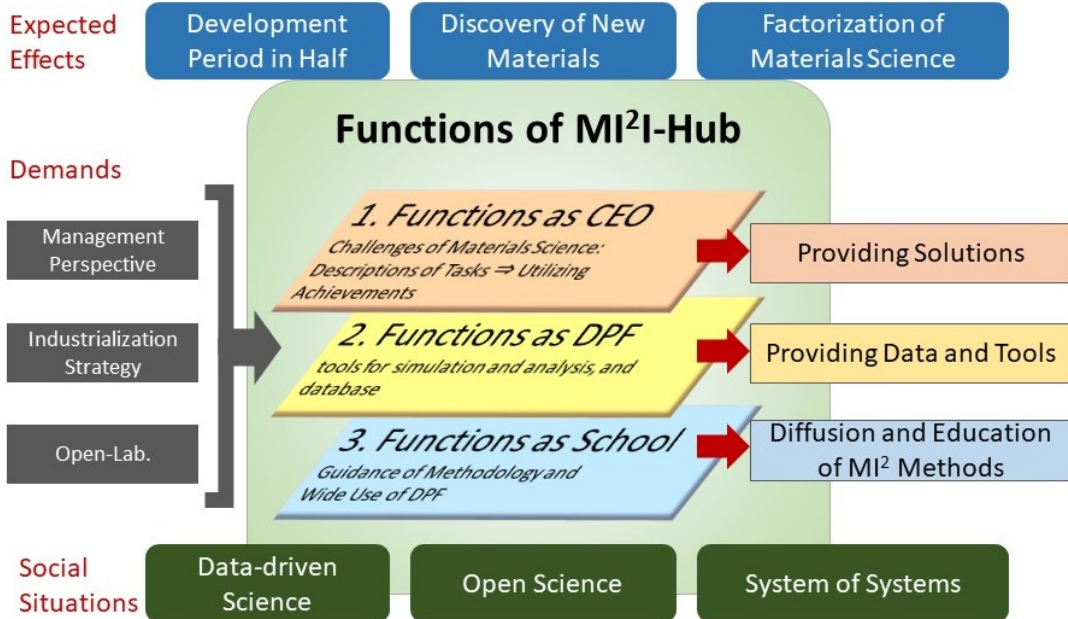 Expected
Effects
Development
Period in Half
Discovery of New
Materials
Factorization of
Materials Science
Functions of MI²I-Hub
Demands
Management
Perspective
Industrialization
Strategy
Open-Lab.
1. Functions as CEO
Challenges of Materials Science:
Descriptions of Tasks ⇒ Utilizing
Achievements
Providing Solutions
2. Functions as DPF
tools for simulation and analysis, and
database
Providing Data and Tools
3. Functions as School
Guidance of Methodology and
Wide Use of DPF
Diffusion and Education
of MI² Methods
Social
Situations
Data-driven
Science
Open Science
System of Systems